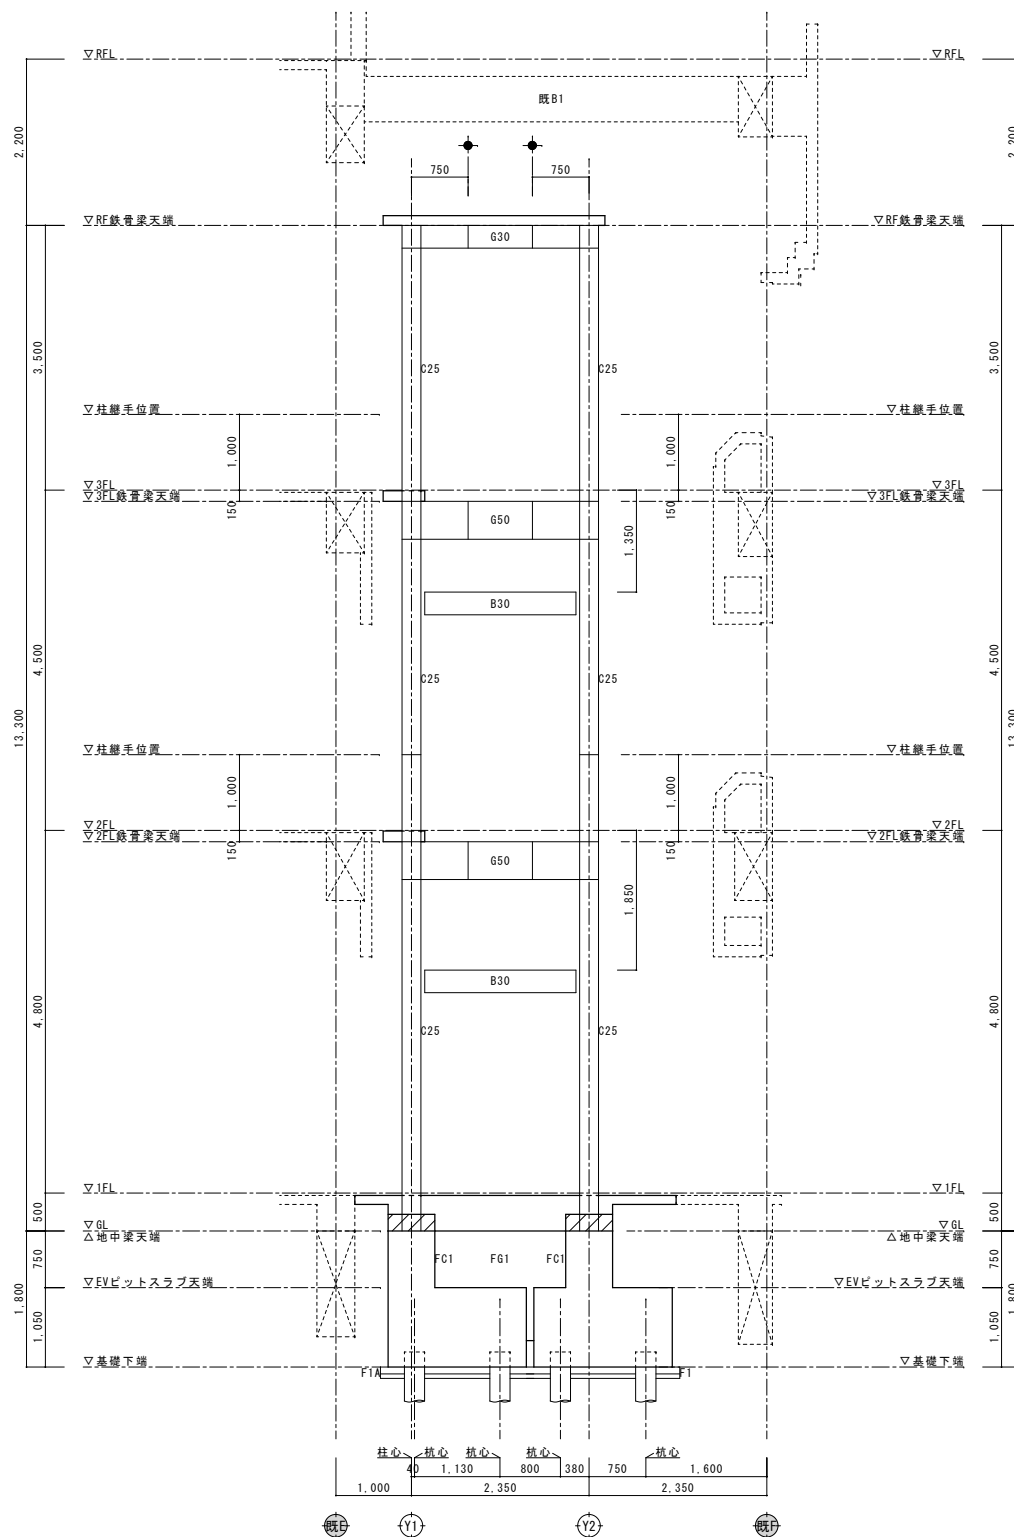 ▽RFL
▽RFL
既B1
2,200
2,200
750
750
▽RF鉄骨梁天端
▽RF鉄骨梁天端
G30
3,500
C25
C25
3,500
▽柱継手位置
▽柱継手位置
1,000
1,000
▽3FL
▽3FL
▽3FL鉄骨梁天端
▽3FL鉄骨梁天端
150
150
G50
1,350
B30
4,500
C25
C25
4,500
13,300
13,300
▽柱継手位置
▽柱継手位置
1,000
1,000
▽2FL
▽2FL
▽2FL鉄骨梁天端
▽2FL鉄骨梁天端
150
150
G50
1,850
B30
4,800
C25
C25
4,800
▽1FL
▽1FL
500
500
▽GL
▽GL
△地中梁天端
△地中梁天端
750
FC1
FG1
FC1
750
▽EVピットスラブ天端
▽EVピットスラブ天端
1,800
1,800
1,050
1,050
▽基礎下端
▽基礎下端
F1A
F1
柱心
杭心
杭心
杭心
杭心
40
1,130
800
380
750
1,600
1,000
2,350
2,350
既E
Y1
Y2
既F